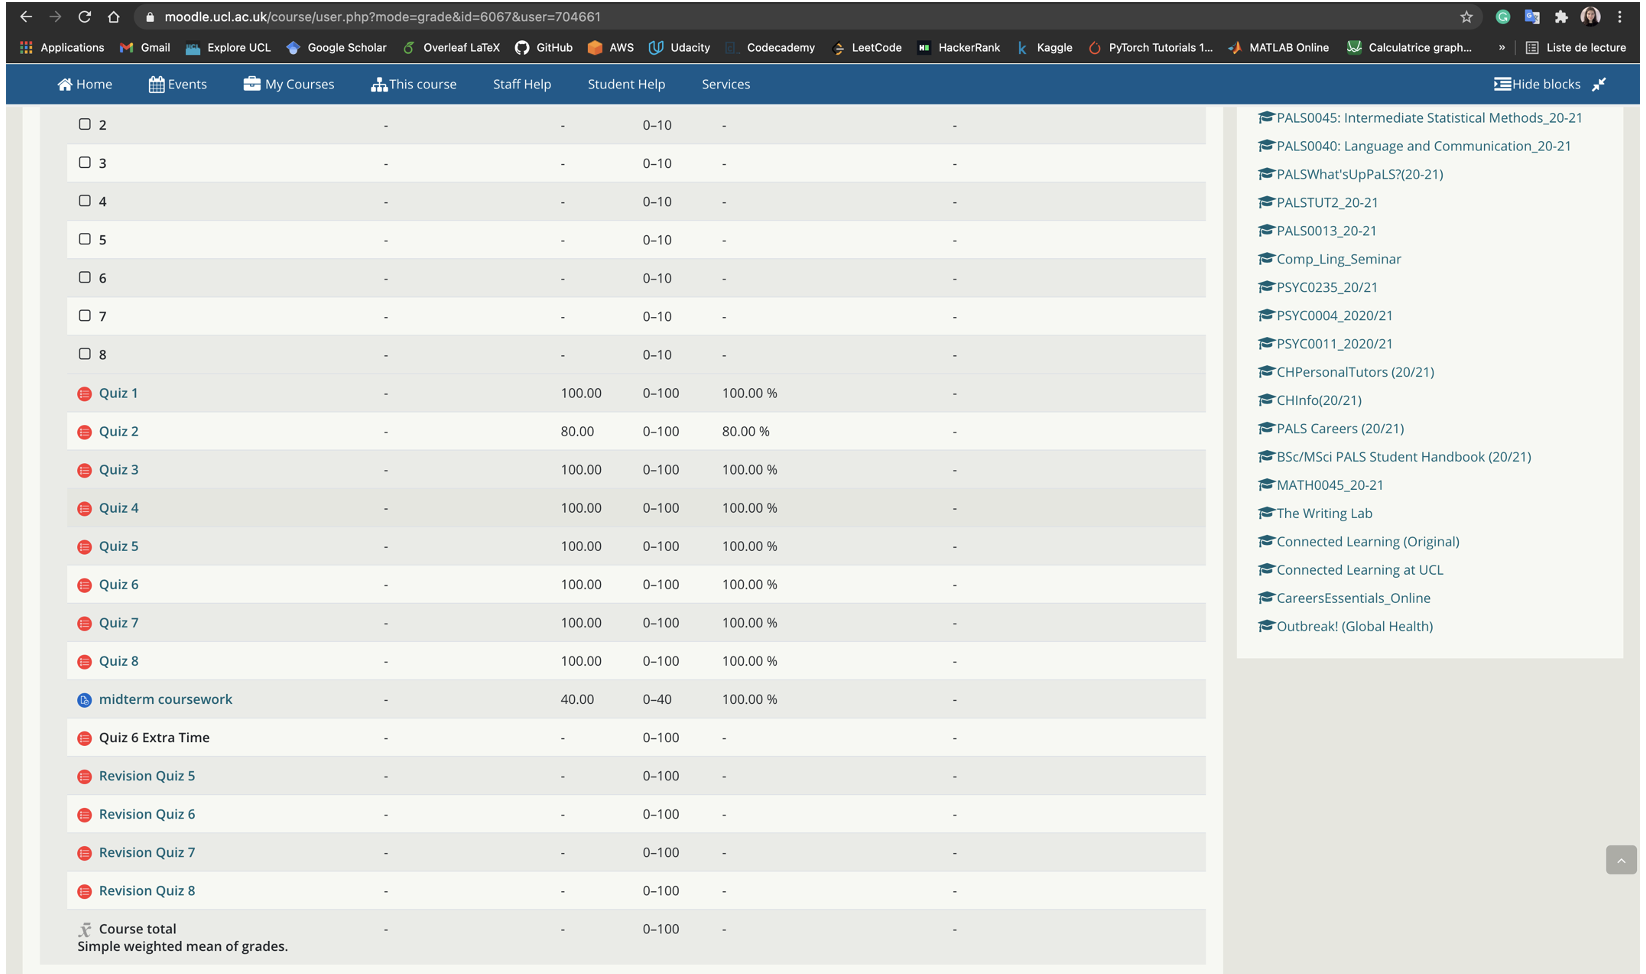 moodle.ucl.ac.uk/course/user.php?mode=grade&id=6067&user=704661
Applications Gmail Explore UCL Google Scholar Overleaf LaTeX GitHub AWS Udacity Codecademy LeetCode HackerRank Kaggle PyTorch Tutorials 1... MATLAB Online Calculatrice graph... » Liste de lecture
Home Events My Courses This course Staff Help Student Help Services Hide blocks
2 - - 0–10 - -
3 - - 0–10 - -
4 - - 0–10 - -
5 - - 0–10 - -
6 - - 0–10 - -
7 - - 0–10 - -
8 - - 0–10 - -
Quiz 1 - 100.00 0–100 100.00 % -
Quiz 2 - 80.00 0–100 80.00 % -
Quiz 3 - 100.00 0–100 100.00 % -
Quiz 4 - 100.00 0–100 100.00 % -
Quiz 5 - 100.00 0–100 100.00 % -
Quiz 6 - 100.00 0–100 100.00 % -
Quiz 7 - 100.00 0–100 100.00 % -
Quiz 8 - 100.00 0–100 100.00 % -
midterm coursework - 40.00 0–40 100.00 % -
Quiz 6 Extra Time - - 0–100 - -
Revision Quiz 5 - - 0–100 - -
Revision Quiz 6 - - 0–100 - -
Revision Quiz 7 - - 0–100 - -
Revision Quiz 8 - - 0–100 - -
Course total - - 0–100 - -
Simple weighted mean of grades.
PALS0045: Intermediate Statistical Methods_20-21
PALS0040: Language and Communication_20-21
PALSWhat'sUpPaLS?(20-21)
PALSTUT2_20-21
PALS0013_20-21
Comp_Ling_Seminar
PSYC0235_20/21
PSYC0004_2020/21
PSYC0011_2020/21
CHPersonalTutors (20/21)
CHInfo(20/21)
PALS Careers (20/21)
BSc/MSci PALS Student Handbook (20/21)
MATH0045_20-21
The Writing Lab
Connected Learning (Original)
Connected Learning at UCL
CareersEssentials_Online
Outbreak! (Global Health)